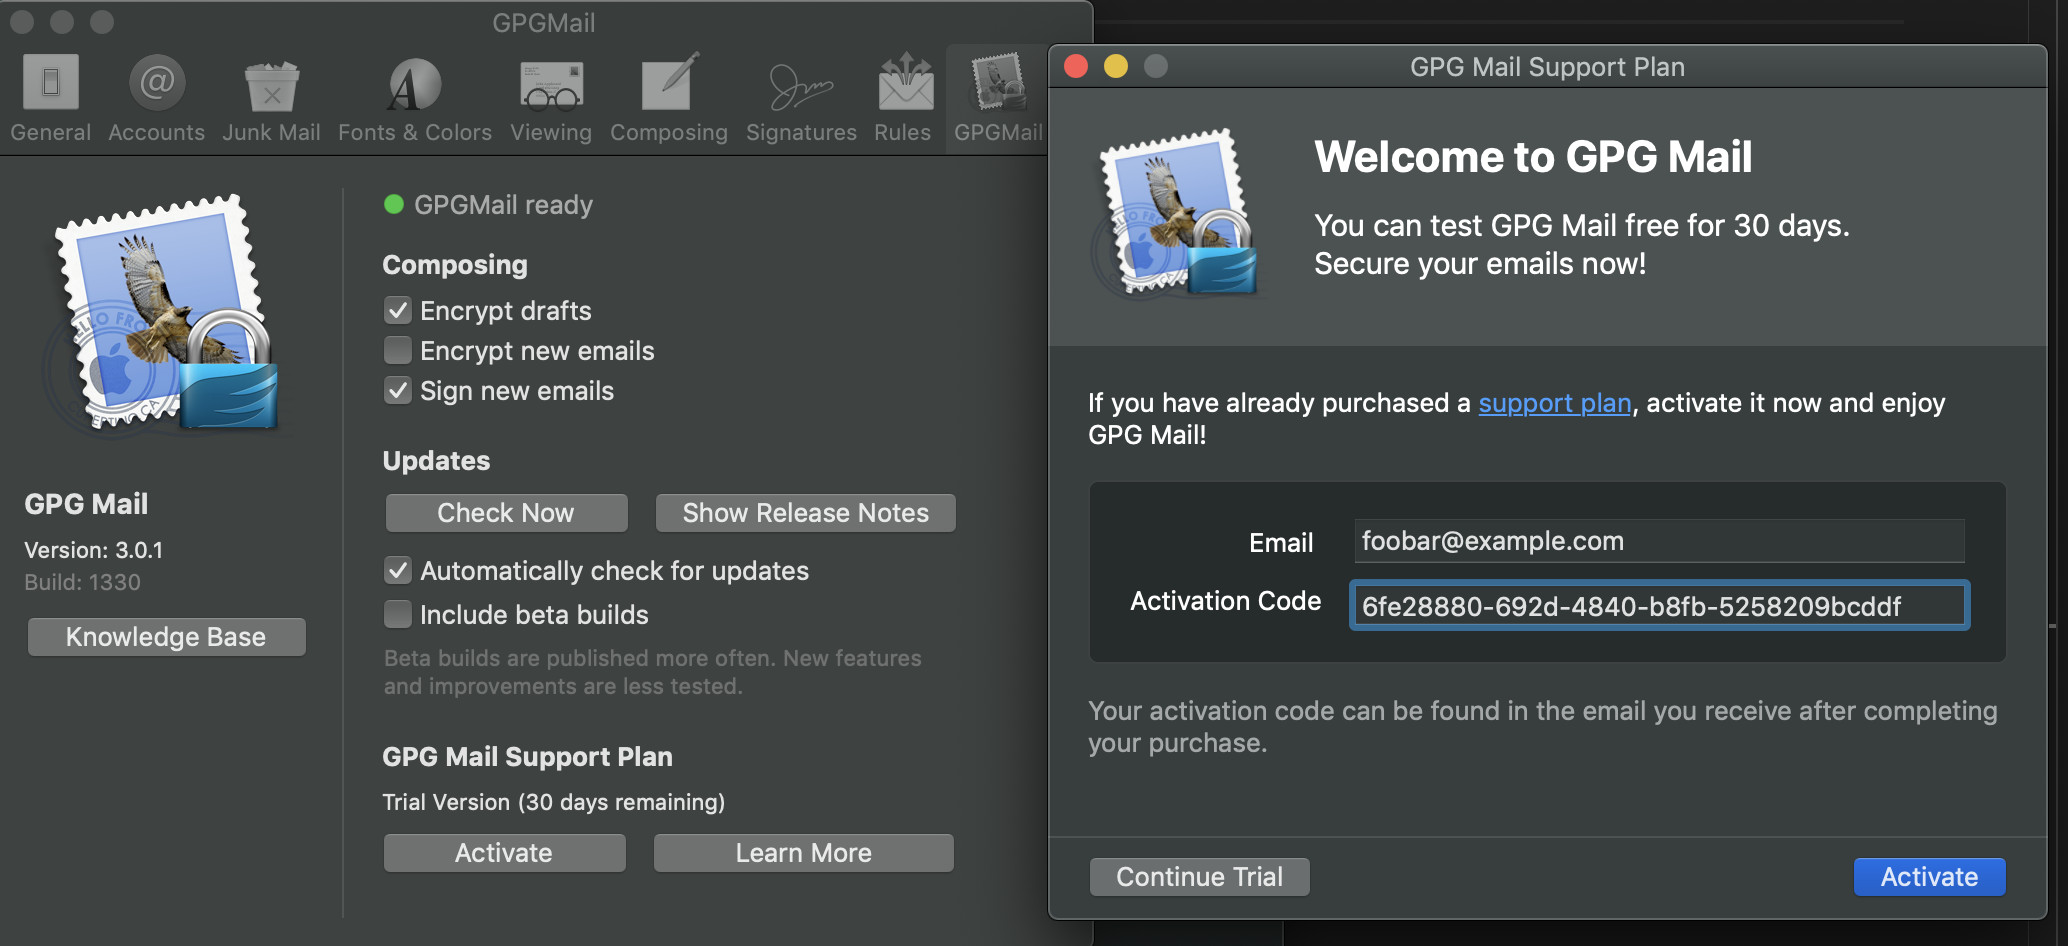 GPGMail
General
Accounts
Junk Mail
Fonts & Colors
Viewing
Composing
Signatures
Rules
GPGMail
GPG Mail
Version: 3.0.1
Build: 1330
Knowledge Base
GPGMail ready
Composing
Encrypt drafts
Encrypt new emails
Sign new emails
Updates
Check Now
Show Release Notes
Automatically check for updates
Include beta builds
Beta builds are published more often. New features
and improvements are less tested.
GPG Mail Support Plan
Trial Version (30 days remaining)
Activate
Learn More
GPG Mail Support Plan
Welcome to GPG Mail
You can test GPG Mail free for 30 days.
Secure your emails now!
If you have already purchased a support plan, activate it now and enjoy
GPG Mail!
Email
foobar@example.com
Activation Code
6fe28880-692d-4840-b8fb-5258209bcddf
Your activation code can be found in the email you receive after completing
your purchase.
Continue Trial
Activate